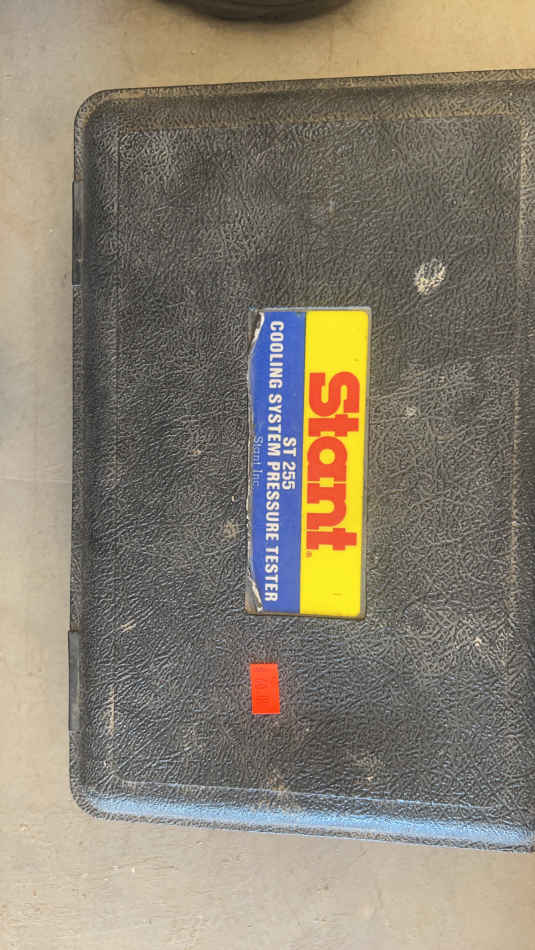 Stant®
ST 255
COOLING SYSTEM PRESSURE TESTER
Stant Inc.